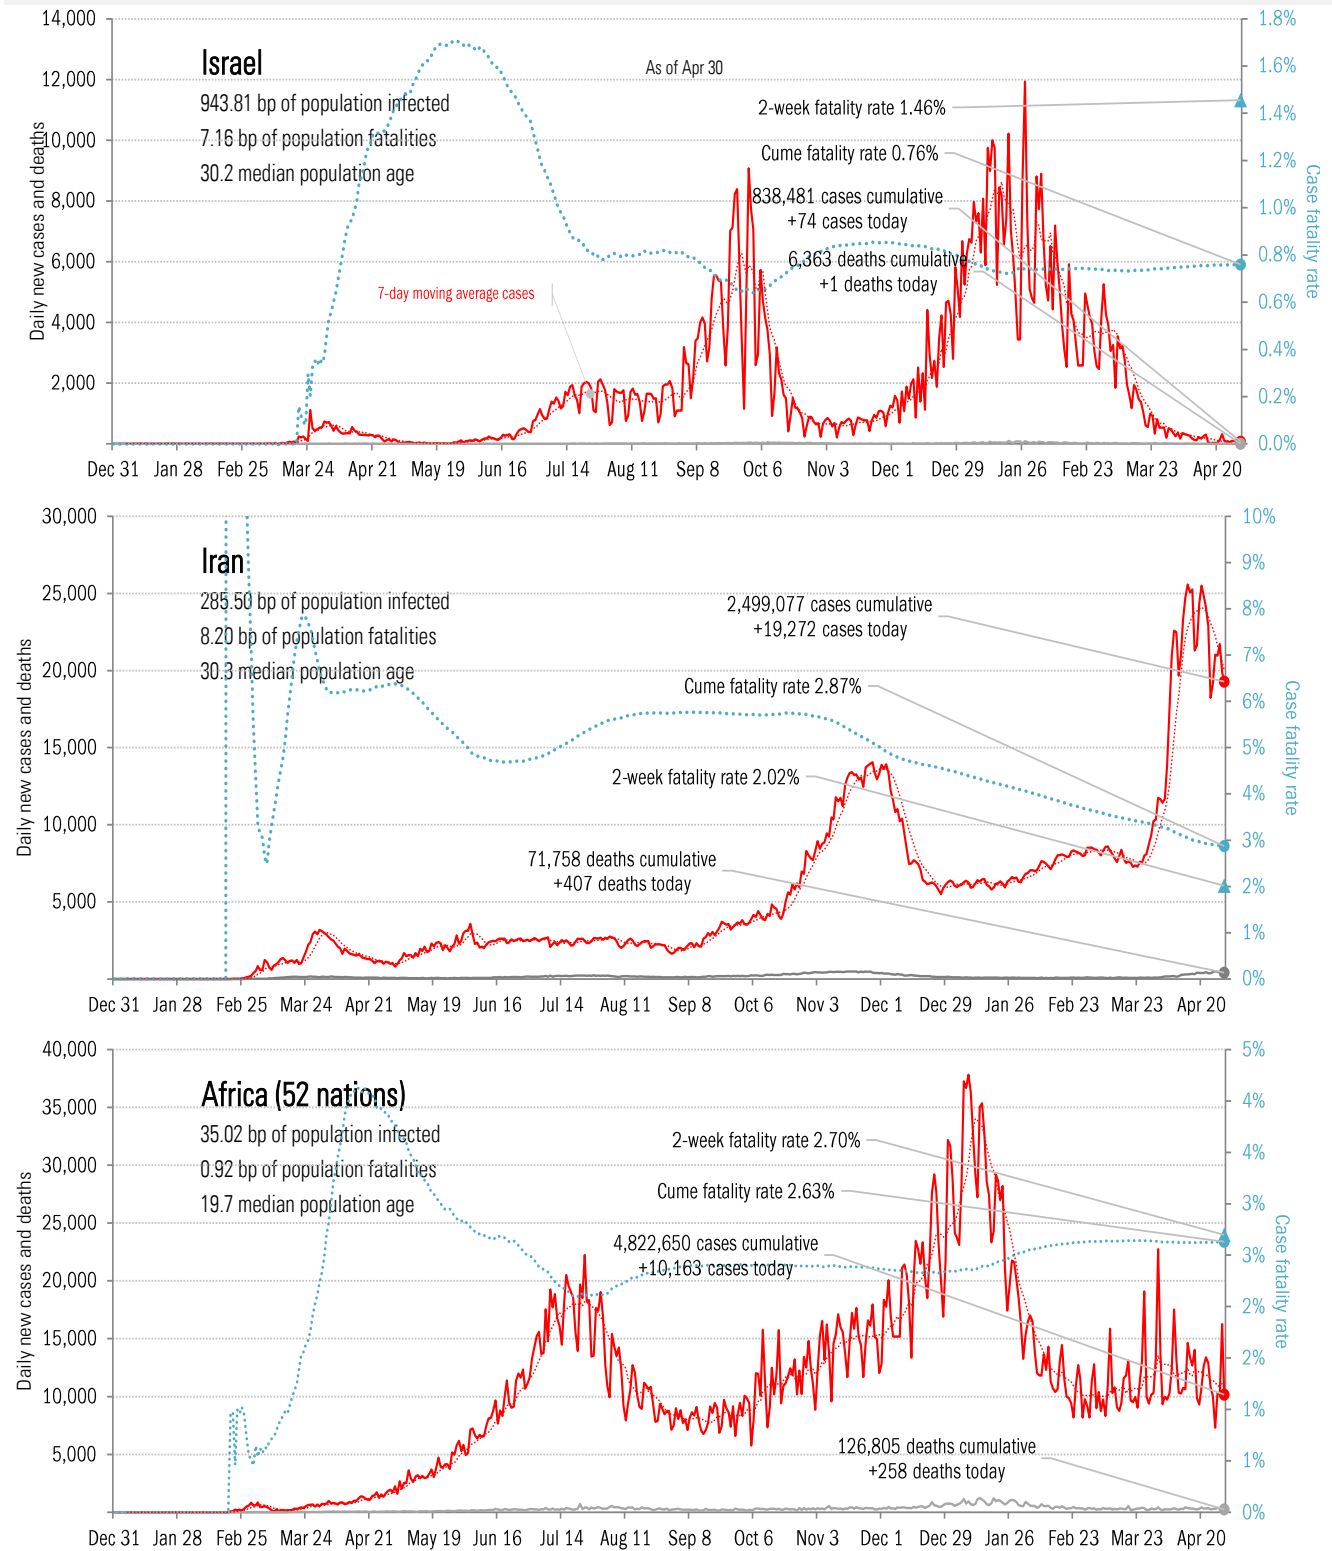 14,000
12,000
10,000
8,000
6,000
4,000
2,000
1.8%
1.6%
1.4%
1.2%
1.0%
0.8%
0.6%
0.4%
0.2%
0.0%
Daily new cases and deaths
Case fatality rate
Israel
943.81 bp of population infected
7.16 bp of population fatalities
30.2 median population age
As of Apr 30
2-week fatality rate 1.46%
Cume fatality rate 0.76%
838,481 cases cumulative
+74 cases today
6,363 deaths cumulative
+1 deaths today
7-day moving average cases
Dec 31 Jan 28 Feb 25 Mar 24 Apr 21 May 19 Jun 16 Jul 14 Aug 11 Sep 8 Oct 6 Nov 3 Dec 1 Dec 29 Jan 26 Feb 23 Mar 23 Apr 20
30,000
25,000
20,000
15,000
10,000
5,000
10%
9%
8%
7%
6%
5%
4%
3%
2%
1%
0%
Daily new cases and deaths
Case fatality rate
Iran
285.50 bp of population infected
8.20 bp of population fatalities
30.3 median population age
2,499,077 cases cumulative
+19,272 cases today
Cume fatality rate 2.87%
2-week fatality rate 2.02%
71,758 deaths cumulative
+407 deaths today
Dec 31 Jan 28 Feb 25 Mar 24 Apr 21 May 19 Jun 16 Jul 14 Aug 11 Sep 8 Oct 6 Nov 3 Dec 1 Dec 29 Jan 26 Feb 23 Mar 23 Apr 20
40,000
35,000
30,000
25,000
20,000
15,000
10,000
5,000
5%
4%
4%
3%
3%
2%
2%
1%
1%
0%
Daily new cases and deaths
Case fatality rate
Africa (52 nations)
35.02 bp of population infected
0.92 bp of population fatalities
19.7 median population age
2-week fatality rate 2.70%
Cume fatality rate 2.63%
4,822,650 cases cumulative
+10,163 cases today
126,805 deaths cumulative
+258 deaths today
Dec 31 Jan 28 Feb 25 Mar 24 Apr 21 May 19 Jun 16 Jul 14 Aug 11 Sep 8 Oct 6 Nov 3 Dec 1 Dec 29 Jan 26 Feb 23 Mar 23 Apr 20